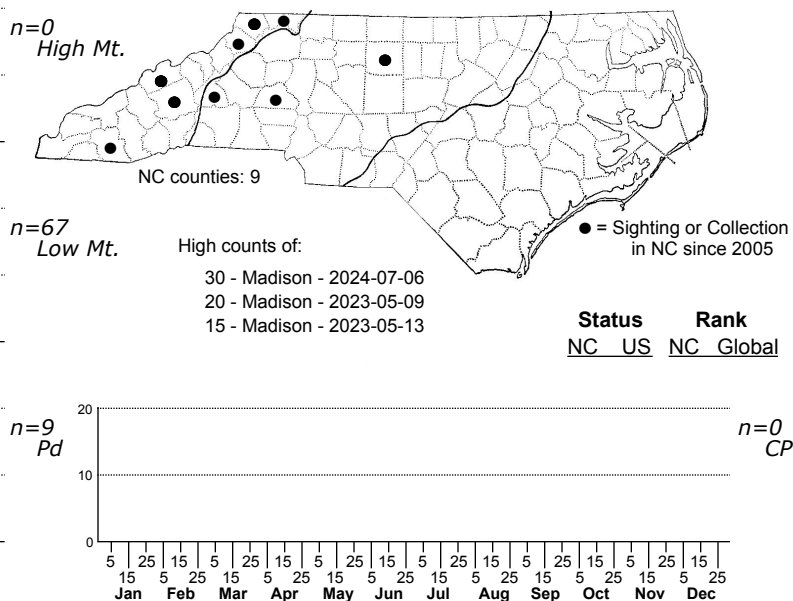 n=0
High Mt.
NC counties: 9
n=67
Low Mt.
High counts of:
30 - Madison - 2024-07-06
20 - Madison - 2023-05-09
15 - Madison - 2023-05-13
● = Sighting or Collection
in NC since 2005
Status Rank
NC US NC Global
n=9
Pd
20
10
0
n=0
CP
5 25 15 5 25 15 5 25 15 5 25 15 5 25 15 5 25 15
15 5 25 15 5 25 15 5 25 15 5 25 15 5 25 15 5 25
Jan Feb Mar Apr May Jun Jul Aug Sep Oct Nov Dec